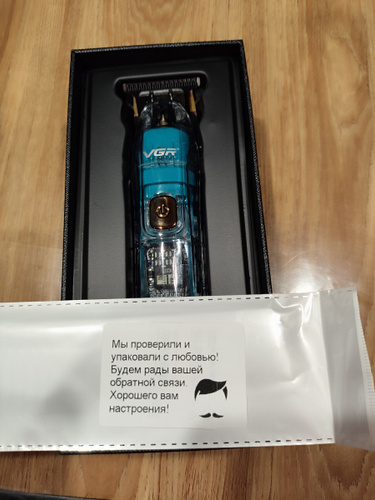 VGR
Мы проверили и
упаковали с любовью!
Будем рады вашей
обратной связи.
Хорошего вам
настроения!